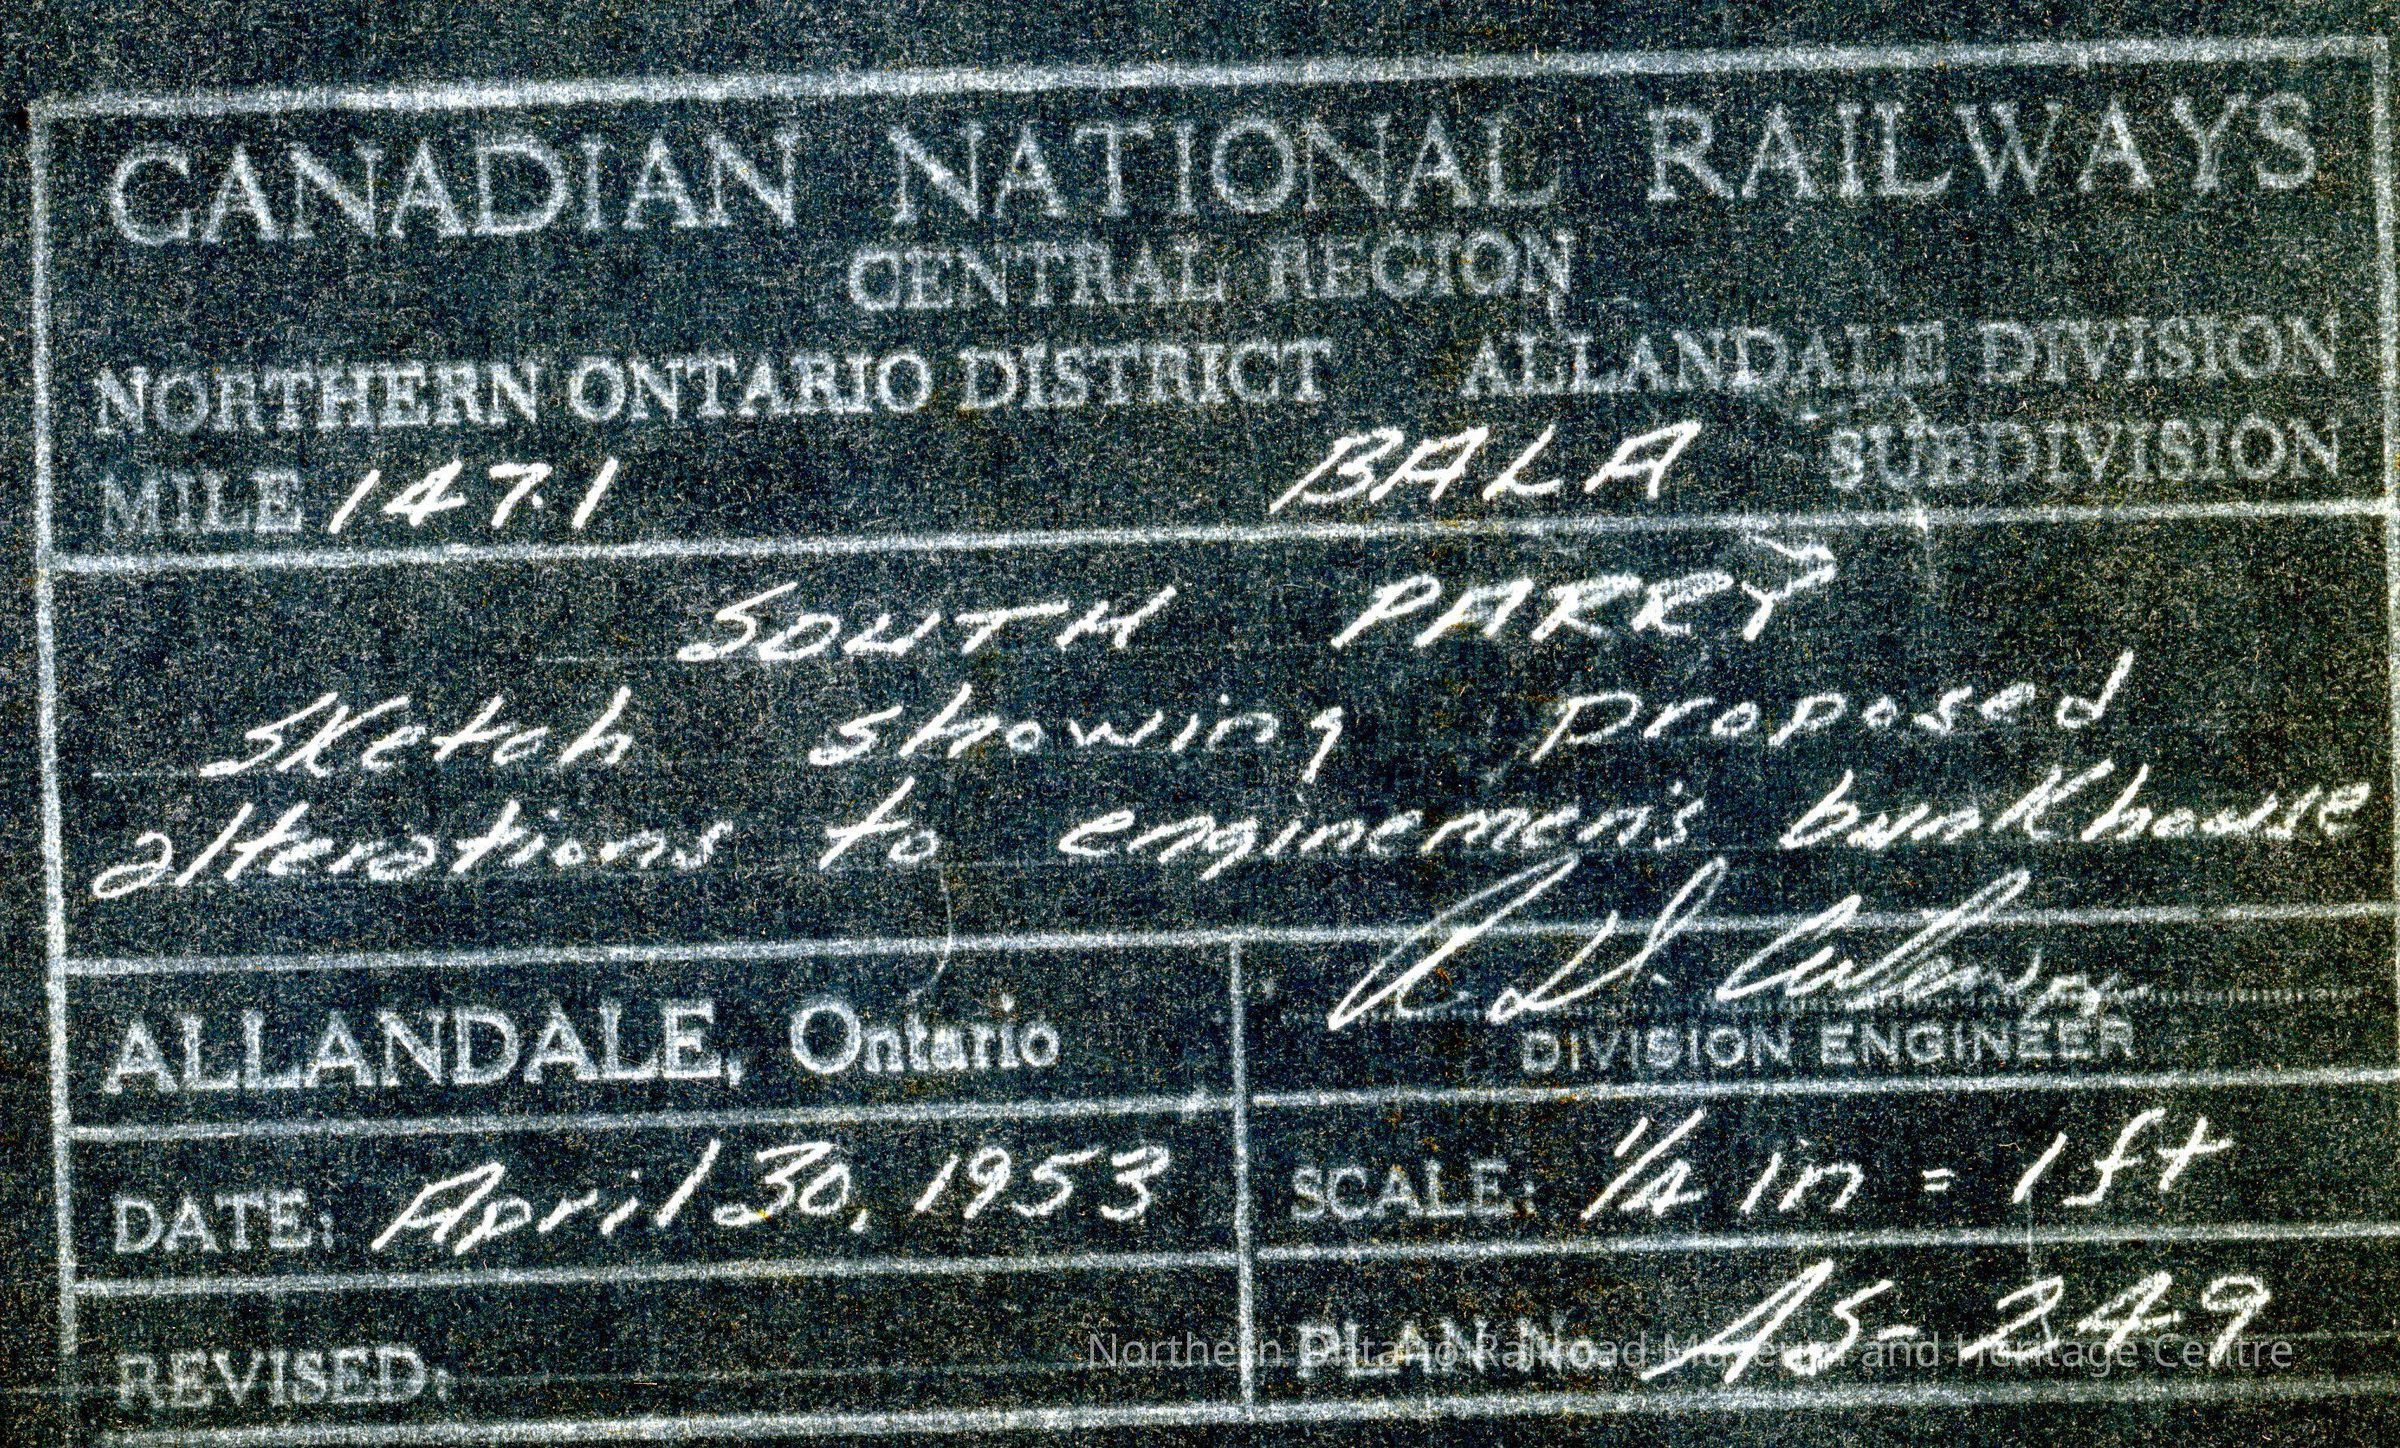 CANADIAN NATIONAL RAILWAYS
CENTRAL REGION
NORTHERN ONTARIO DISTRICT ALLANDALE DIVISION
MILE 147.1 BALA SUBDIVISION
SOUTH PARRY
Sketch showing proposed
alterations to enginemen's bunkhouse
ALLANDALE, Ontario
DIVISION ENGINEER
DATE: April 30, 1953
SCALE: 1/4 in = 1 ft
REVISED:
PLAN N 45-249
Northern Ontario Railroad Museum and Heritage Centre